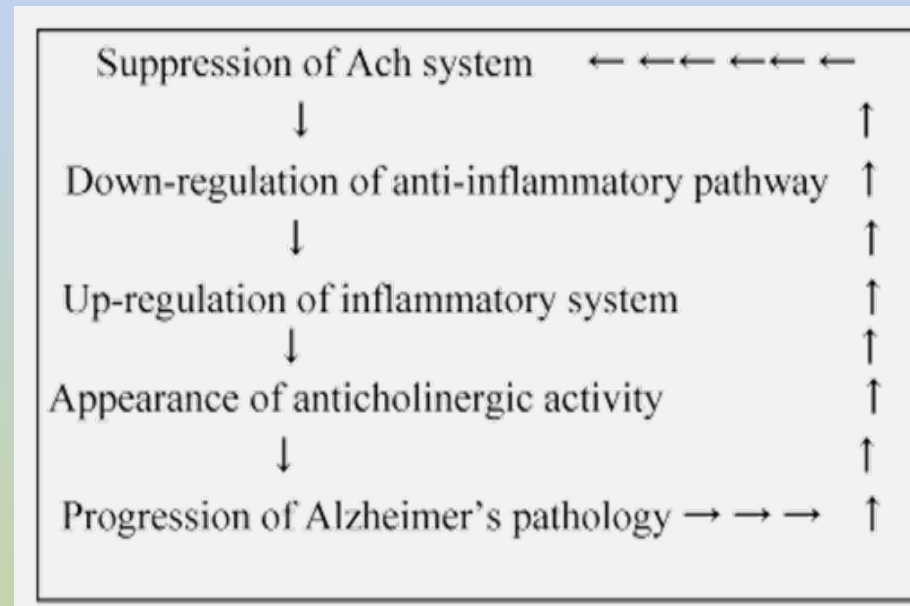 Suppression of Ach system ← ←← ←← ←
↓ ↑
Down-regulation of anti-inflammatory pathway ↑
↓ ↑
Up-regulation of inflammatory system ↑
↓ ↑
Appearance of anticholinergic activity ↑
↓ ↑
Progression of Alzheimer's pathology → → → ↑